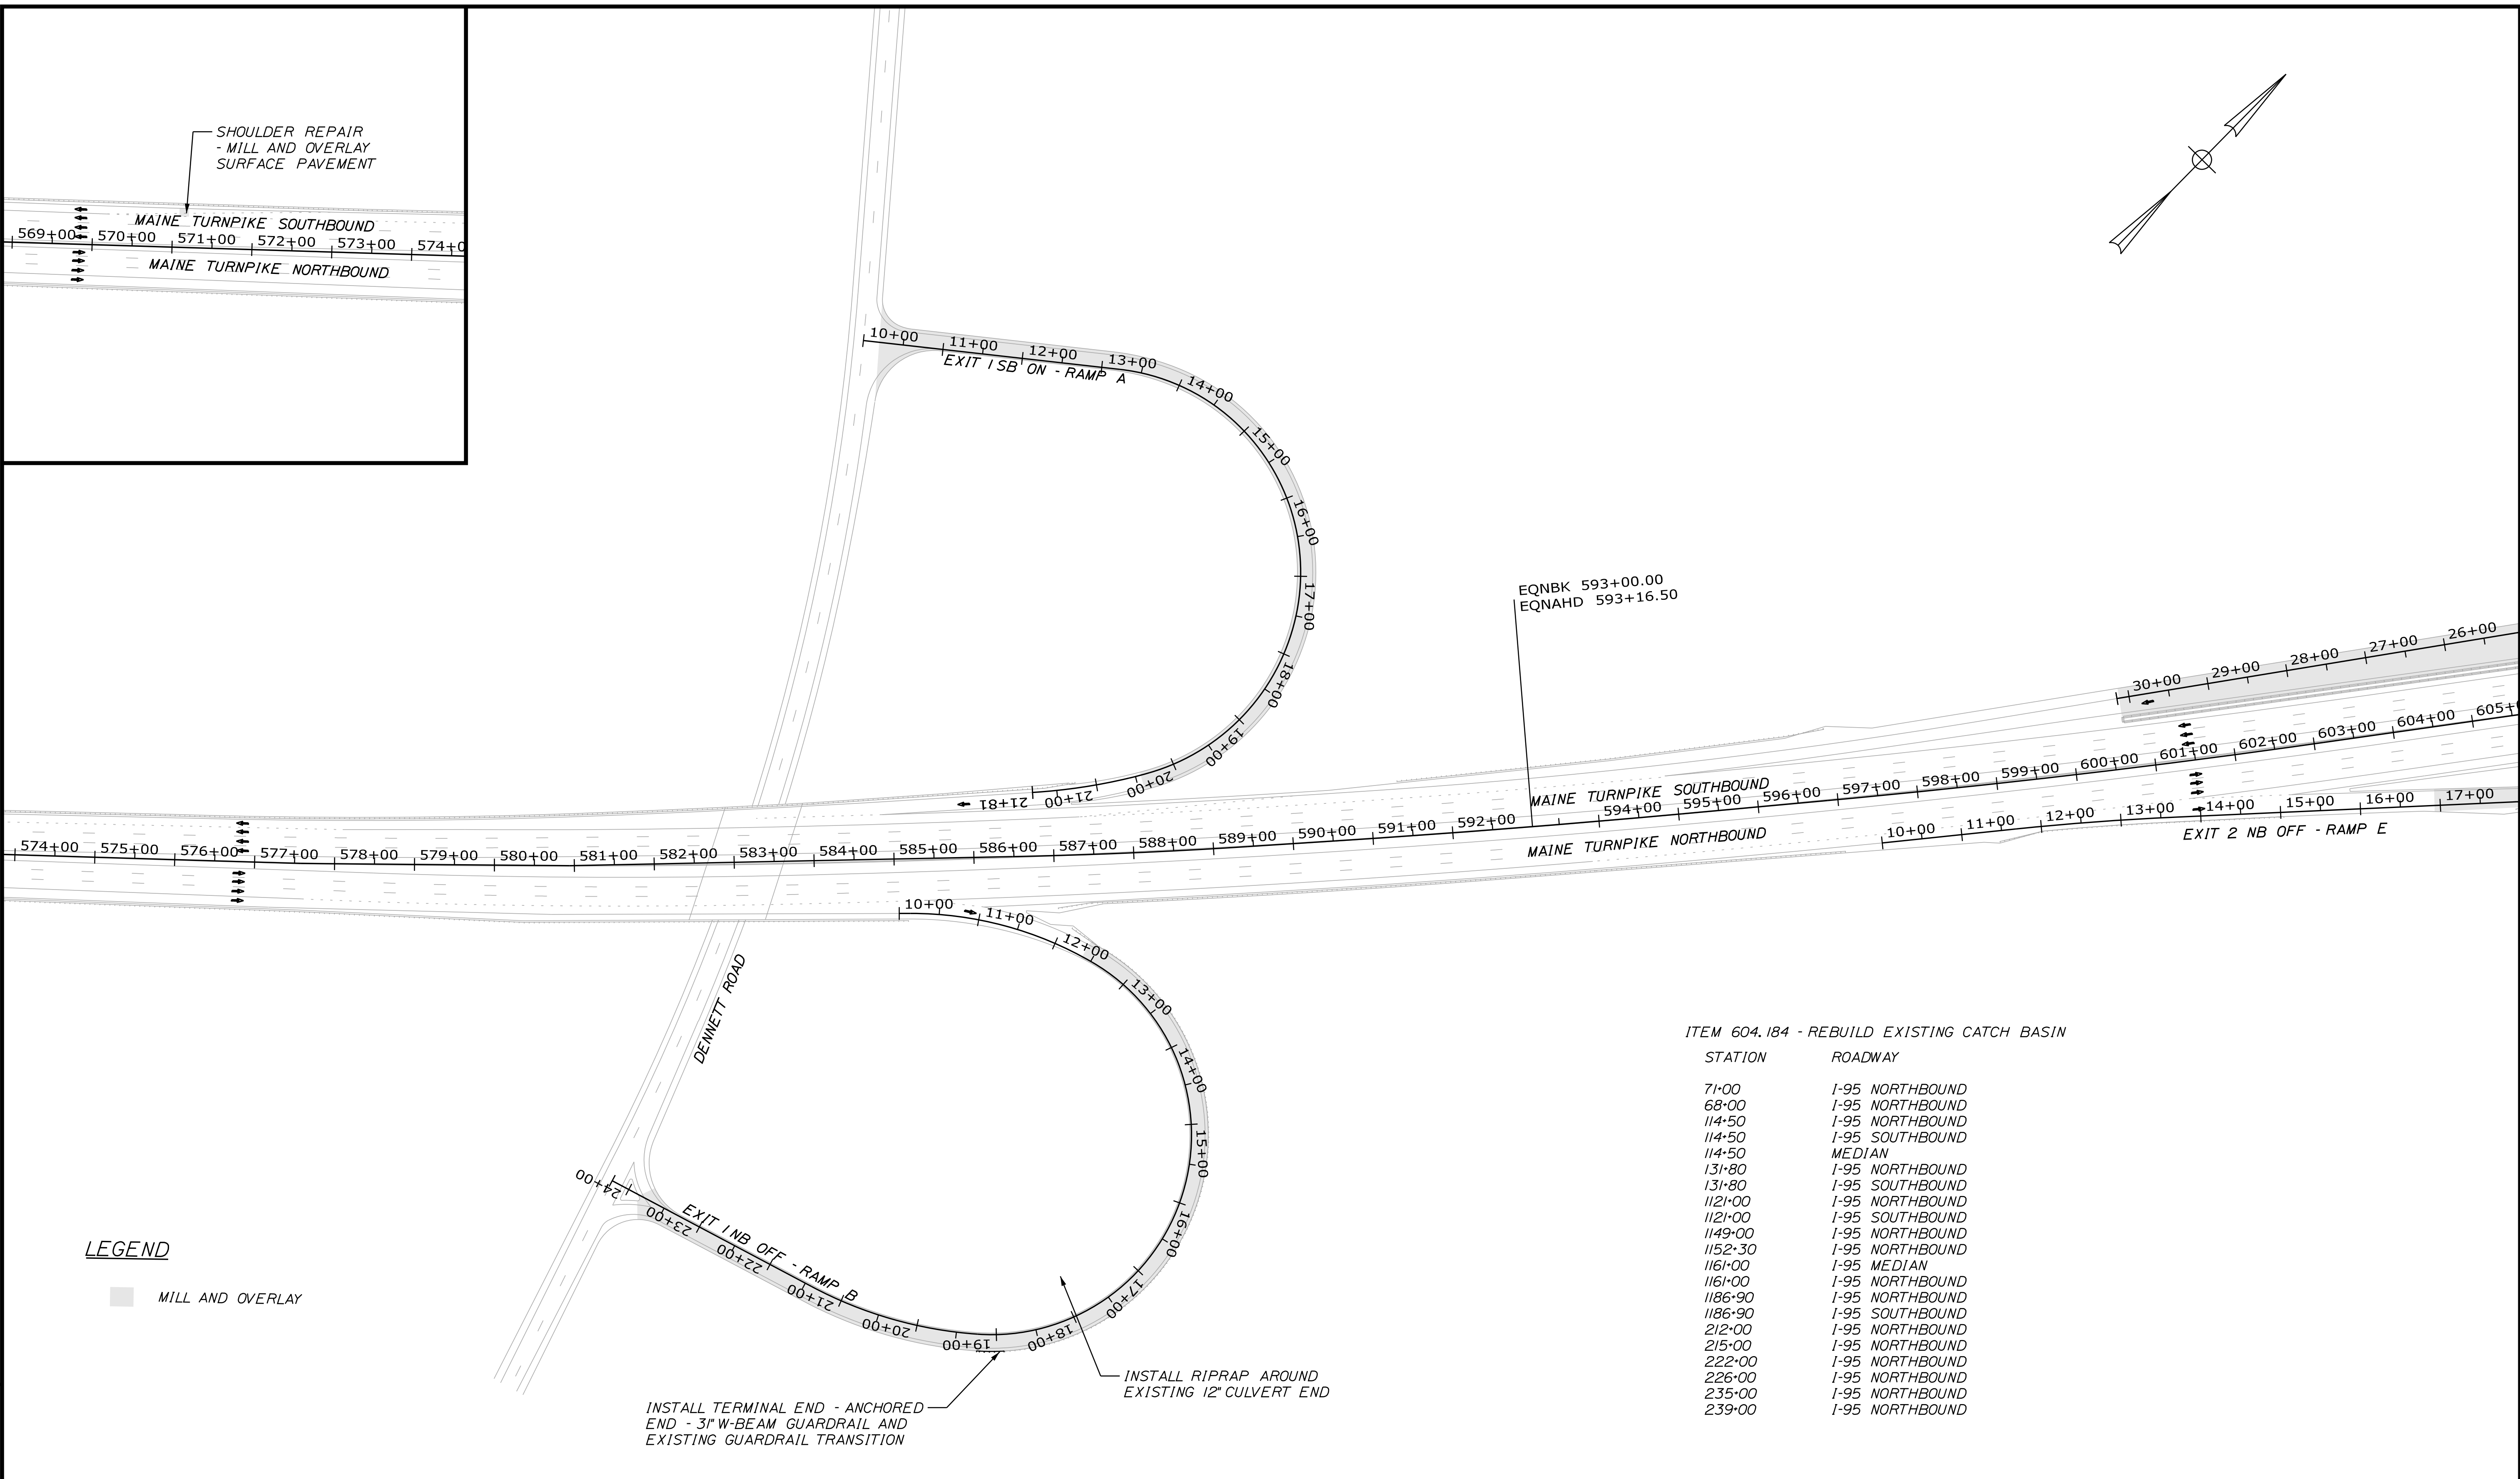 SHOULDER REPAIR
- MILL AND OVERLAY
SURFACE PAVEMENT
MAINE TURNPIKE SOUTHBOUND
569+00 570+00 571+00 572+00 573+00 574+0
MAINE TURNPIKE NORTHBOUND
10+00 11+00 12+00 13+00 14+00 15+00 16+00 17+00 18+00 19+00 20+00 21+00 21+81
EXIT 1 SB ON - RAMP A
EQNBK 593+00.00
EQNAHD 593+16.50
30+00 29+00 28+00 27+00 26+00
MAINE TURNPIKE SOUTHBOUND
574+00 575+00 576+00 577+00 578+00 579+00 580+00 581+00 582+00 583+00 584+00 585+00 586+00 587+00 588+00 589+00 590+00 591+00 592+00 594+00 595+00 596+00 597+00 598+00 599+00 600+00 601+00 602+00 603+00 604+00 605+0
MAINE TURNPIKE NORTHBOUND
10+00 11+00 12+00 13+00 14+00 15+00 16+00 17+00
EXIT 2 NB OFF - RAMP E
10+00 11+00 12+00 13+00 14+00 15+00 16+00 17+00 18+00 19+00 20+00 21+00 22+00 23+00 24+00
DENNETT ROAD
EXIT 1 NB OFF - RAMP B
LEGEND
MILL AND OVERLAY
INSTALL RIPRAP AROUND
EXISTING 12" CULVERT END
INSTALL TERMINAL END - ANCHORED
END - 31" W-BEAM GUARDRAIL AND
EXISTING GUARDRAIL TRANSITION
ITEM 604.184 - REBUILD EXISTING CATCH BASIN
STATION ROADWAY
71+00 I-95 NORTHBOUND
68+00 I-95 NORTHBOUND
114+50 I-95 NORTHBOUND
114+50 I-95 SOUTHBOUND
114+50 MEDIAN
131+80 I-95 NORTHBOUND
131+80 I-95 SOUTHBOUND
1121+00 I-95 NORTHBOUND
1121+00 I-95 SOUTHBOUND
1149+00 I-95 NORTHBOUND
1152+30 I-95 NORTHBOUND
1161+00 I-95 MEDIAN
1161+00 I-95 NORTHBOUND
1186+90 I-95 NORTHBOUND
1186+90 I-95 SOUTHBOUND
212+00 I-95 NORTHBOUND
215+00 I-95 NORTHBOUND
222+00 I-95 NORTHBOUND
226+00 I-95 NORTHBOUND
235+00 I-95 NORTHBOUND
239+00 I-95 NORTHBOUND